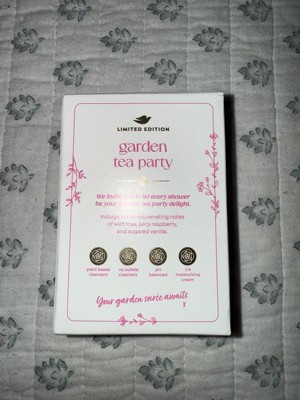 LIMITED EDITION
garden
tea party
We invite you to let every shower
be your garden tea party delight.
Indulge in the rejuvenating notes
of wild rose, juicy raspberry,
and sugared vanilla.
plant based
cleansers
no sulfate
cleansers
pH
balanced
1/4
moisturizing
cream
Your garden soirée awaits